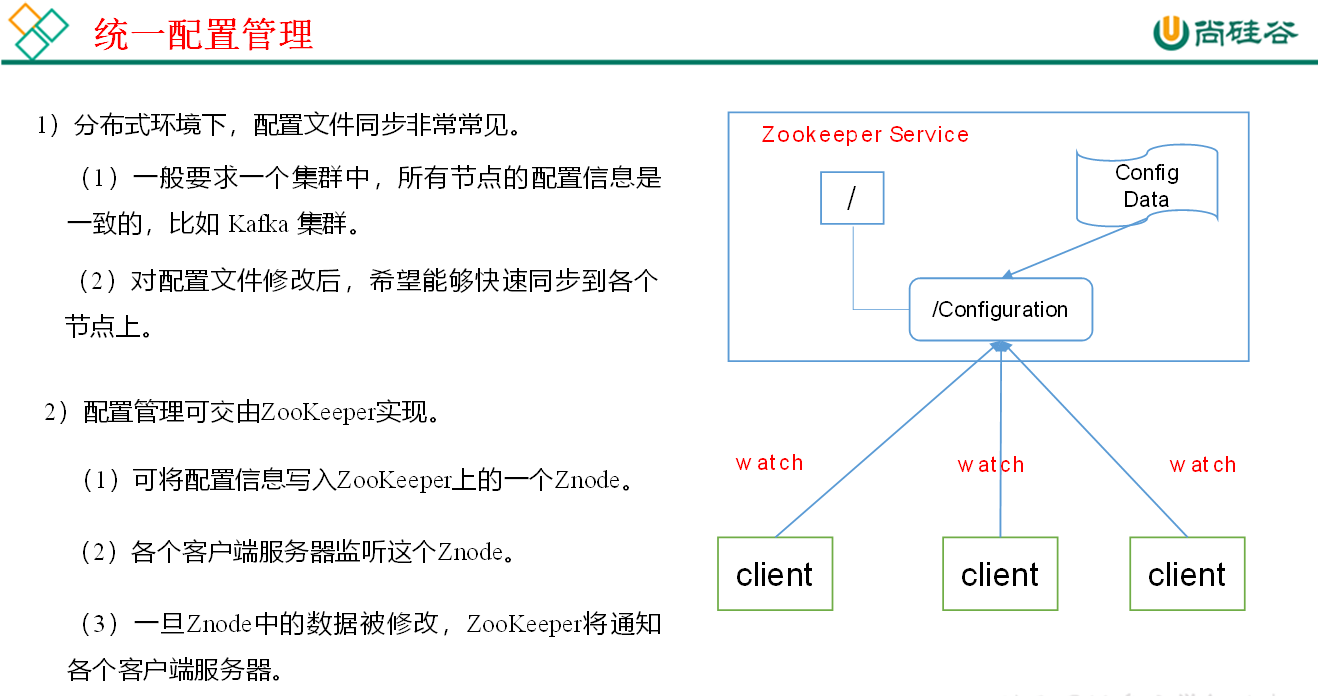 统一配置管理
尚硅谷
1）分布式环境下，配置文件同步非常常见。
（1）一般要求一个集群中，所有节点的配置信息是
一致的，比如 Kafka 集群。
（2）对配置文件修改后，希望能够快速同步到各个
节点上。
2）配置管理可交由ZooKeeper实现。
（1）可将配置信息写入ZooKeeper上的一个Znode。
（2）各个客户端服务器监听这个Znode。
（3）一旦Znode中的数据被修改，ZooKeeper将通知
各个客户端服务器。
Zookeeper Service
/
Config
Data
/Configuration
watch
watch
watch
client
client
client